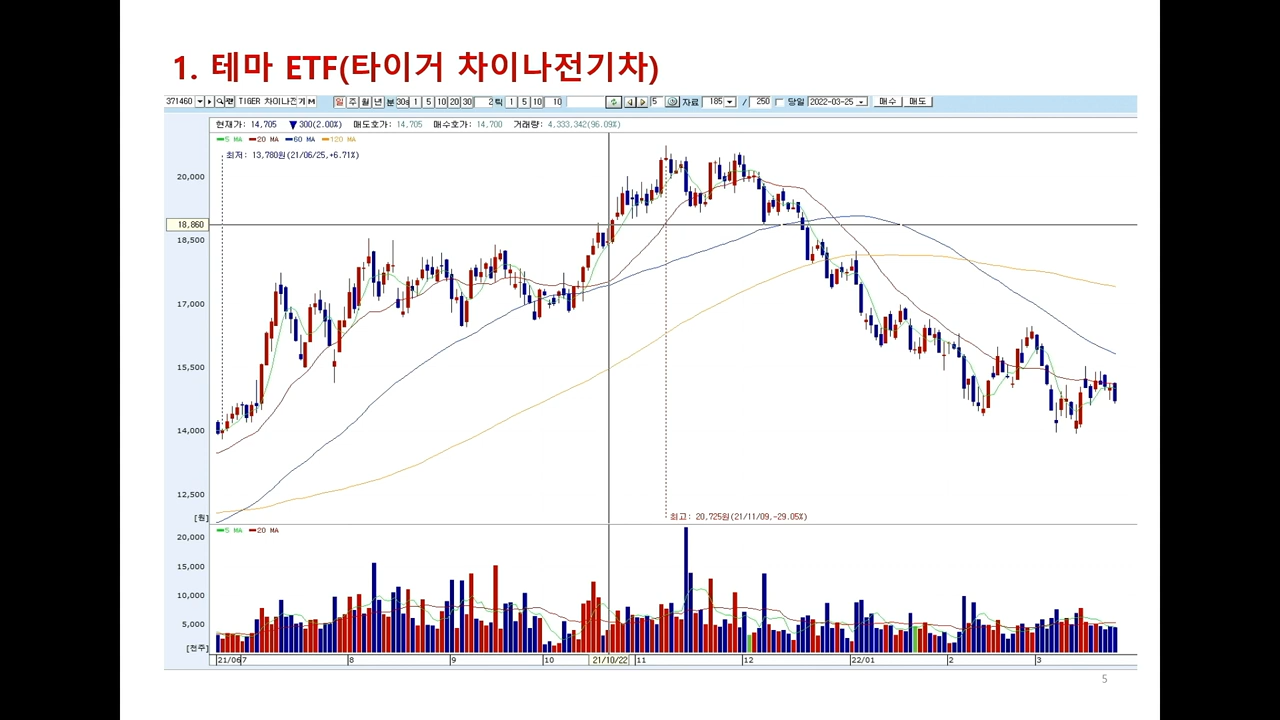 1. 테마 ETF(타이거 차이나전기차)
371460 TIGER 차이나전기 일 주 월 년 분 30s 1 5 10 20 30 2 틱 1 5 10 10 5 자료 185 / 250 당일 2022-03-25 매수 매도
현재가: 14,705 ▼300(2.00%) 매도호가: 14,705 매수호가: 14,700 거래량: 4,333,342(96.09%)
5 MA 20 MA 60 MA 120 MA
최저: 13,780원(21/06/25,+6.71%)
20,000
18,860
18,500
17,000
15,500
14,000
12,500
[원]
최고: 20,725원(21/11/09,-29.05%)
5 MA 20 MA
20,000
15,000
10,000
5,000
[천주]
21/06 7 8 9 10 21/10/22 11 12 22/01 2 3
5